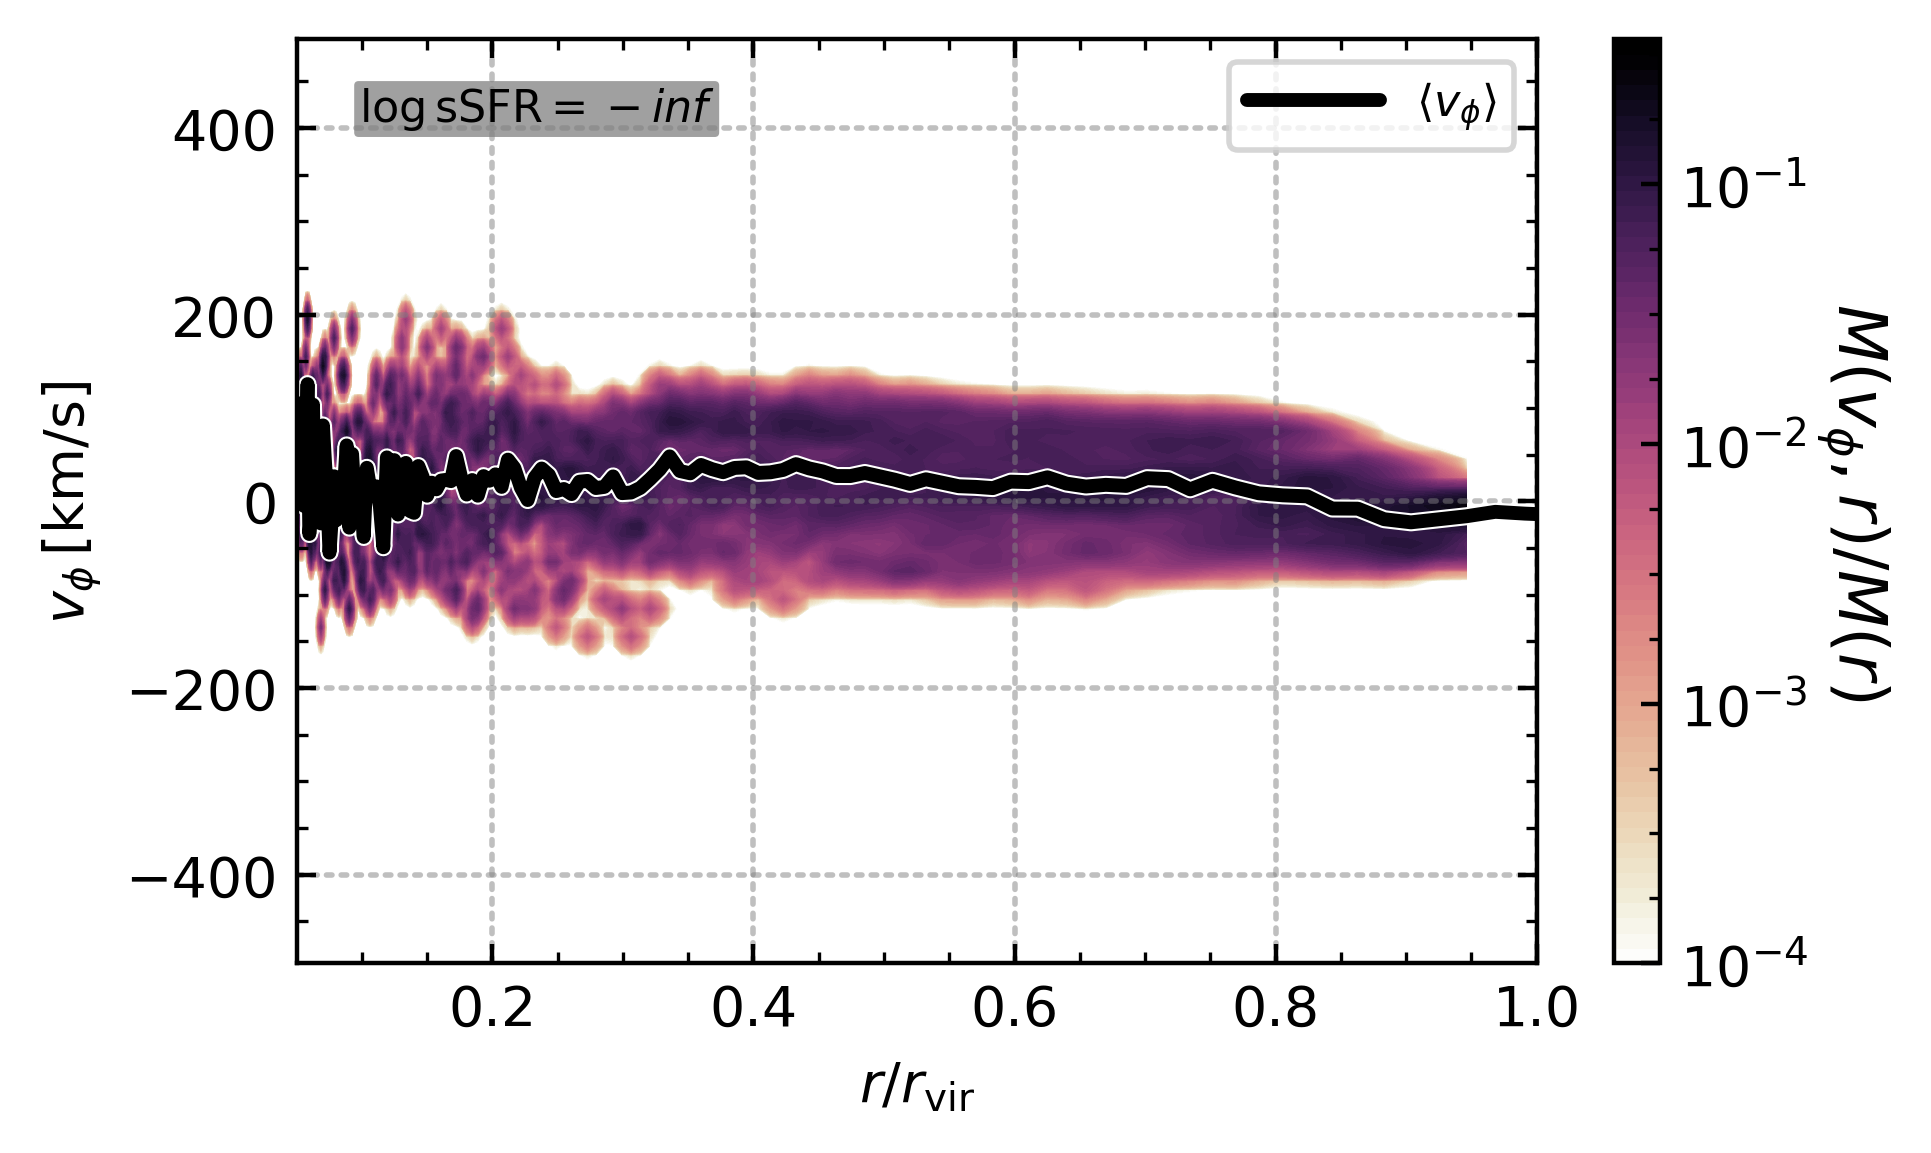 log sSFR = −inf
⟨v_ϕ⟩
400
200
0
−200
−400
v_ϕ [km/s]
0.2 0.4 0.6 0.8 1.0
r/r_vir
10⁻¹
10⁻²
10⁻³
10⁻⁴
M(v_ϕ, r)/M(r)